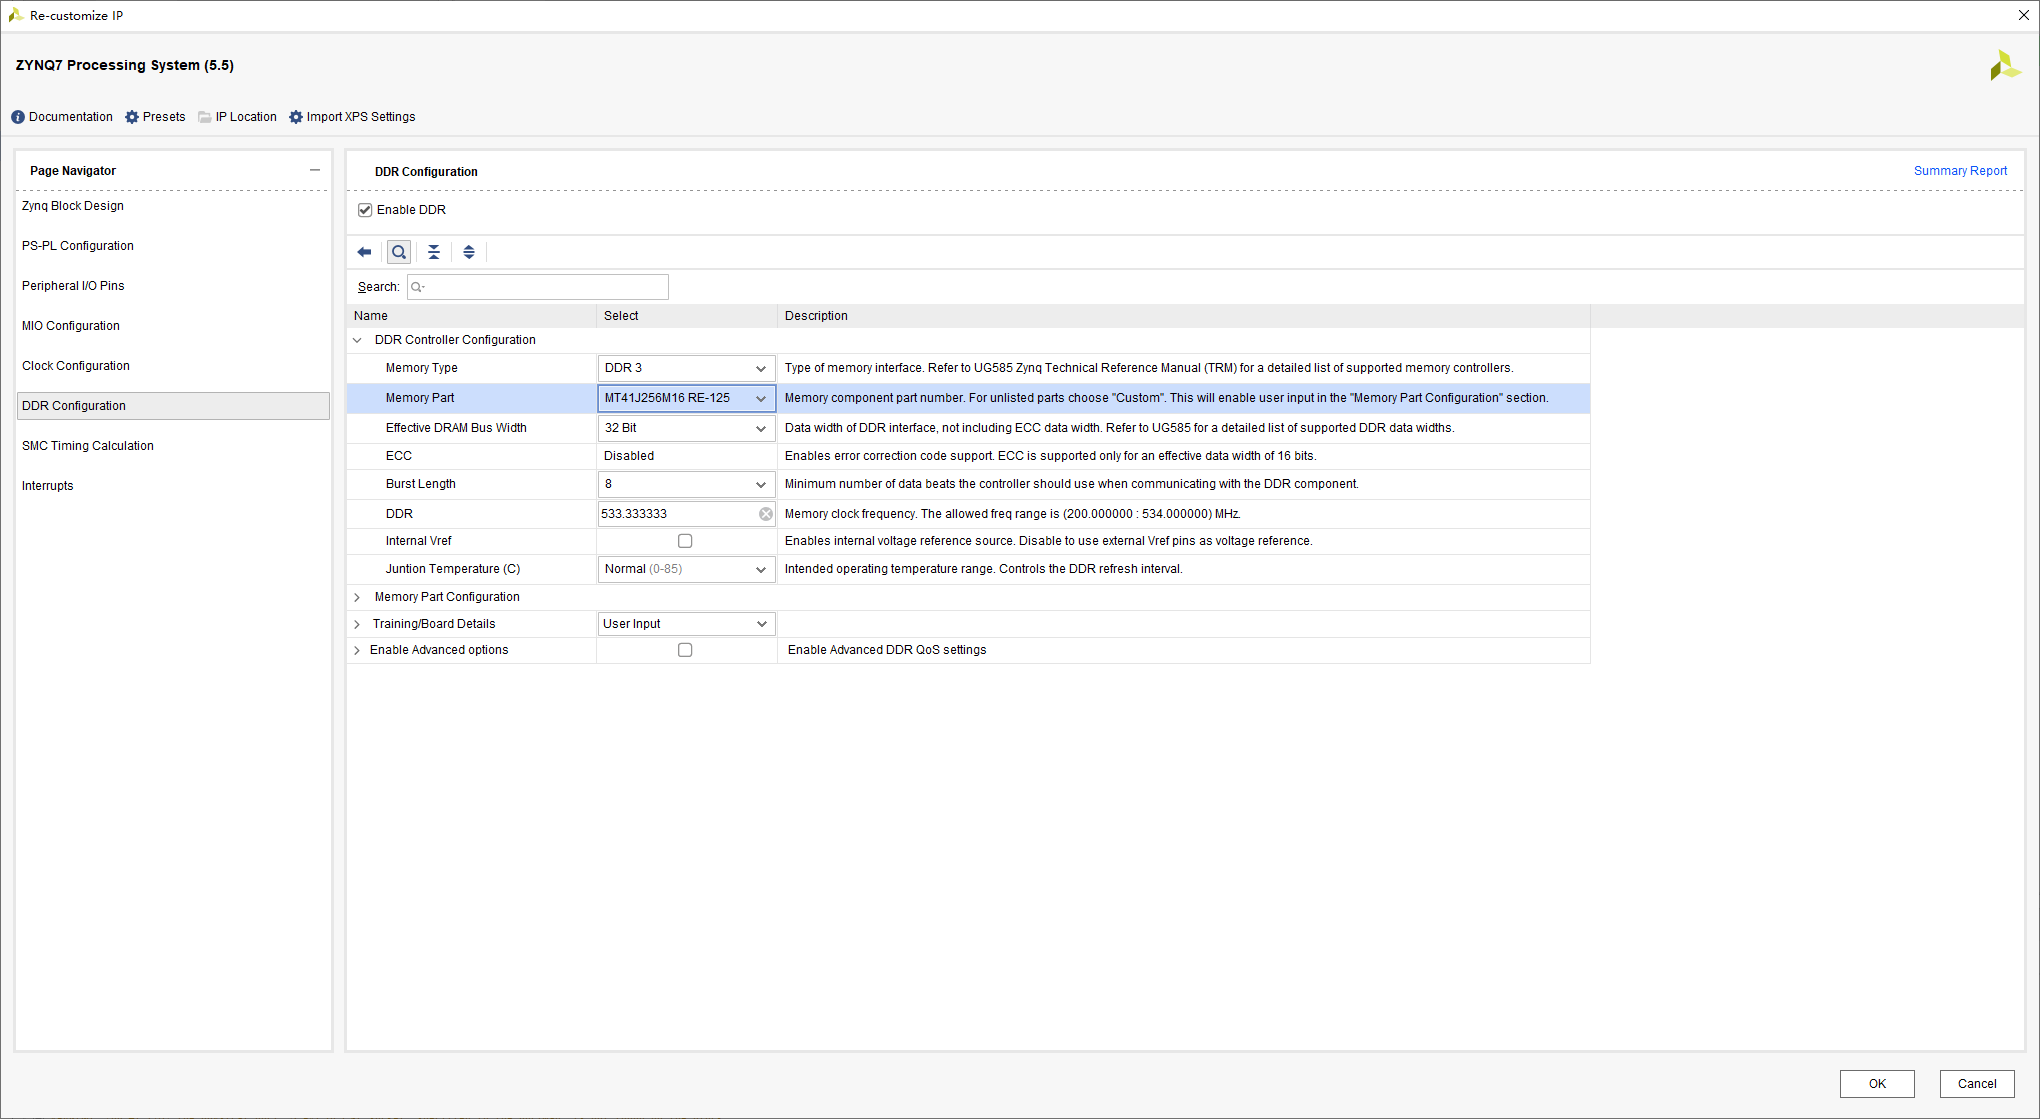 Re-customize IP
ZYNQ7 Processing System (5.5)
Documentation Presets IP Location Import XPS Settings
Page Navigator
Zynq Block Design
PS-PL Configuration
Peripheral I/O Pins
MIO Configuration
Clock Configuration
DDR Configuration
SMC Timing Calculation
Interrupts
DDR Configuration Summary Report
Enable DDR
Search:
Name Select Description
DDR Controller Configuration
Memory Type DDR 3 Type of memory interface. Refer to UG585 Zynq Technical Reference Manual (TRM) for a detailed list of supported memory controllers.
Memory Part MT41J256M16 RE-125 Memory component part number. For unlisted parts choose "Custom". This will enable user input in the "Memory Part Configuration" section.
Effective DRAM Bus Width 32 Bit Data width of DDR interface, not including ECC data width. Refer to UG585 for a detailed list of supported DDR data widths.
ECC Disabled Enables error correction code support. ECC is supported only for an effective data width of 16 bits.
Burst Length 8 Minimum number of data beats the controller should use when communicating with the DDR component.
DDR 533.333333 Memory clock frequency. The allowed freq range is (200.000000 : 534.000000) MHz.
Internal Vref Enables internal voltage reference source. Disable to use external Vref pins as voltage reference.
Juntion Temperature (C) Normal (0-85) Intended operating temperature range. Controls the DDR refresh interval.
Memory Part Configuration
Training/Board Details User Input
Enable Advanced options Enable Advanced DDR QoS settings
OK Cancel